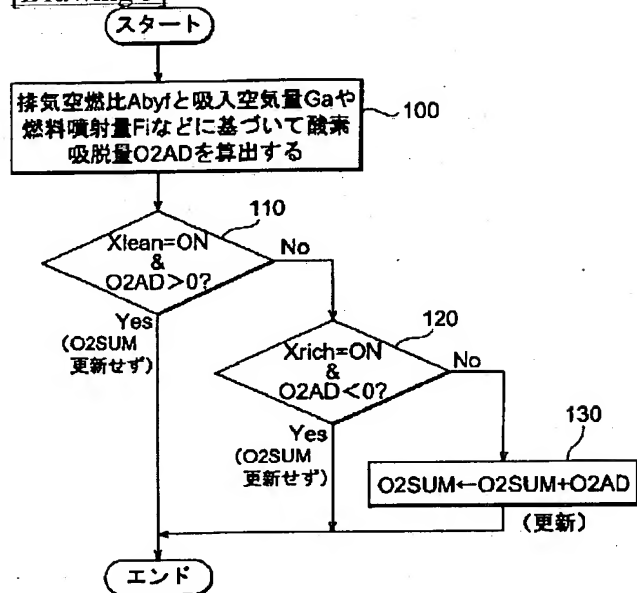 スタート
排気空燃比Abyfと吸入空気量Gaや
燃料噴射量Fiなどに基づいて酸素
吸脱量O2ADを算出する
100
110
Xlean=ON
&
O2AD>0?
No
Yes
(O2SUM
更新せず)
120
Xrich=ON
&
O2AD<0?
No
Yes
(O2SUM
更新せず)
130
O2SUM←O2SUM+O2AD
(更新)
エンド